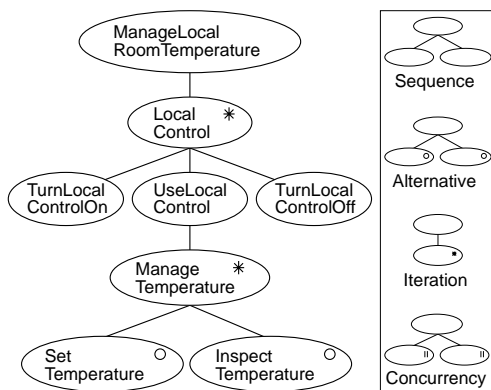 ManageLocal
RoomTemperature
Local
Control
TurnLocal
ControlOn
UseLocal
Control
TurnLocal
ControlOff
Manage
Temperature
Set
Temperature
Inspect
Temperature
Sequence
Alternative
Iteration
Concurrency